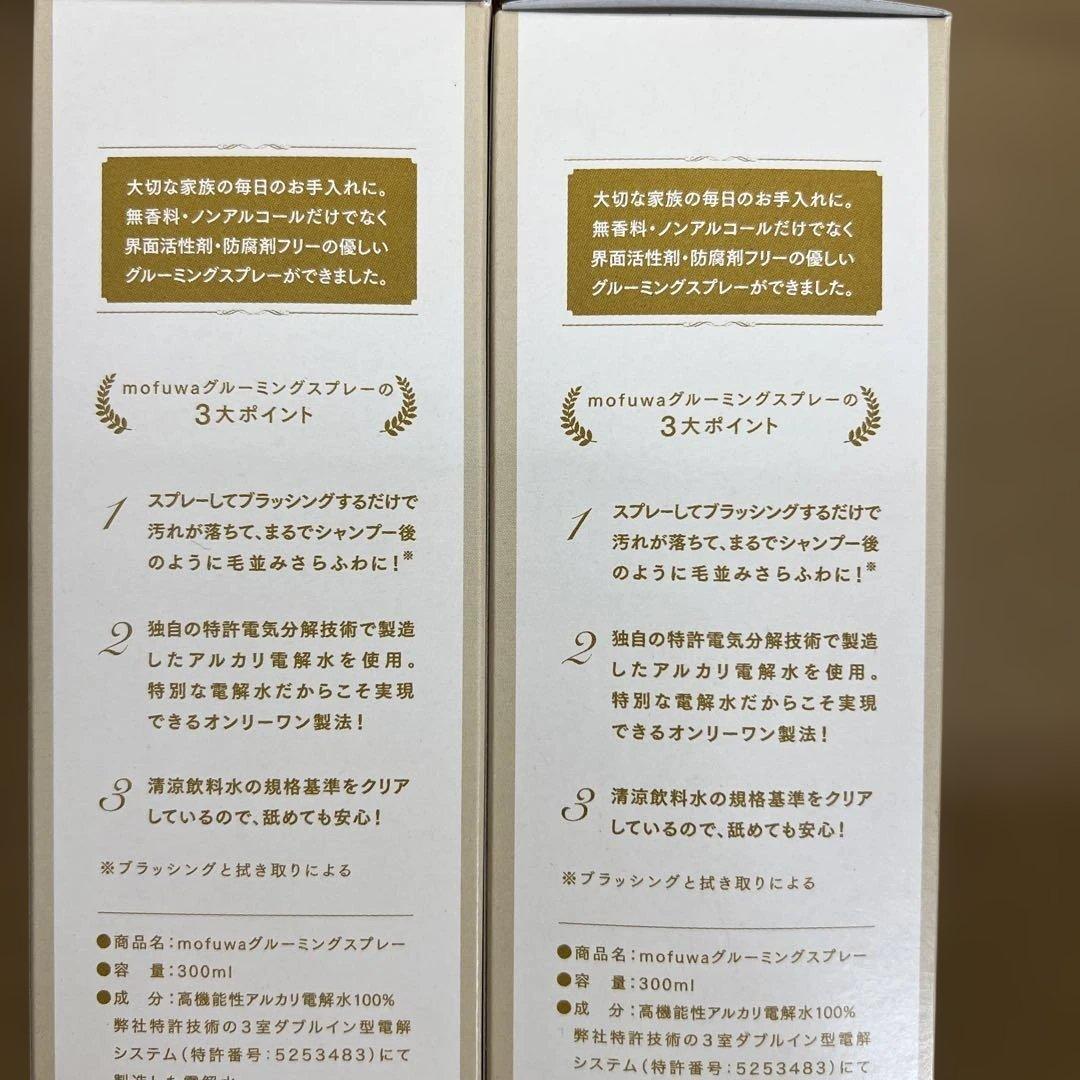 大切な家族の毎日のお手入れに。
無香料・ノンアルコールだけでなく
界面活性剤・防腐剤フリーの優しい
グルーミングスプレーができました。
mofuwaグルーミングスプレーの
3大ポイント
1 スプレーしてブラッシングするだけで
汚れが落ちて、まるでシャンプー後
のように毛並みさらふわに！※
2 独自の特許電気分解技術で製造
したアルカリ電解水を使用。
特別な電解水だからこそ実現
できるオンリーワン製法！
3 清涼飲料水の規格基準をクリア
しているので、舐めても安心！
※ブラッシングと拭き取りによる
●商品名：mofuwaグルーミングスプレー
●容　量：300ml
●成　分：高機能性アルカリ電解水100%
弊社特許技術の3室ダブルイン型電解
システム（特許番号：5253483）にて
製造した電解水
大切な家族の毎日のお手入れに。
無香料・ノンアルコールだけでなく
界面活性剤・防腐剤フリーの優しい
グルーミングスプレーができました。
mofuwaグルーミングスプレーの
3大ポイント
1 スプレーしてブラッシングするだけで
汚れが落ちて、まるでシャンプー後
のように毛並みさらふわに！※
2 独自の特許電気分解技術で製造
したアルカリ電解水を使用。
特別な電解水だからこそ実現
できるオンリーワン製法！
3 清涼飲料水の規格基準をクリア
しているので、舐めても安心！
※ブラッシングと拭き取りによる
●商品名：mofuwaグルーミングスプレー
●容　量：300ml
●成　分：高機能性アルカリ電解水100%
弊社特許技術の3室ダブルイン型電解
システム（特許番号：5253483）にて